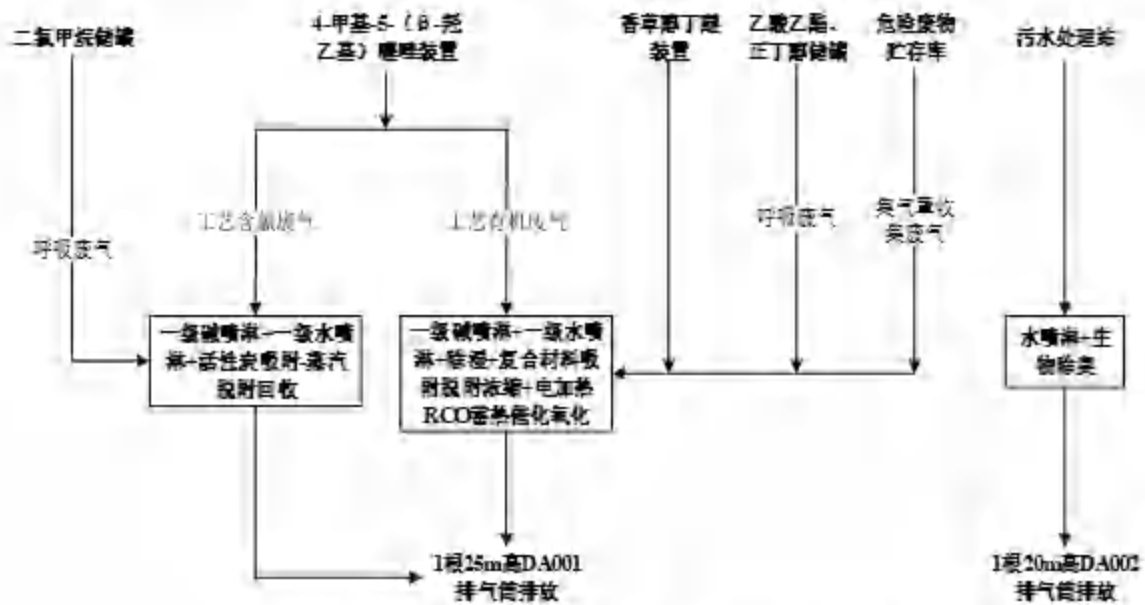 二氯甲烷储罐
4-甲基-5-（β-羟
乙基）噻唑装置
香草醇丁醚
装置
乙酸乙酯、
正丁醇储罐
危险废物
贮存库
污水处理站
呼吸废气
工艺含氯废气
工艺有机废气
呼吸废气
集气罩收
集废气
一级碱喷淋+一级水喷
淋+活性炭吸附-蒸汽
脱附回收
一级碱喷淋+一级水喷
淋+除湿+复合材料吸
附脱附浓缩+电加热
RCO蓄热催化氧化
水喷淋+生
物除臭
1根25m高DA001
排气筒排放
1根20m高DA002
排气筒排放